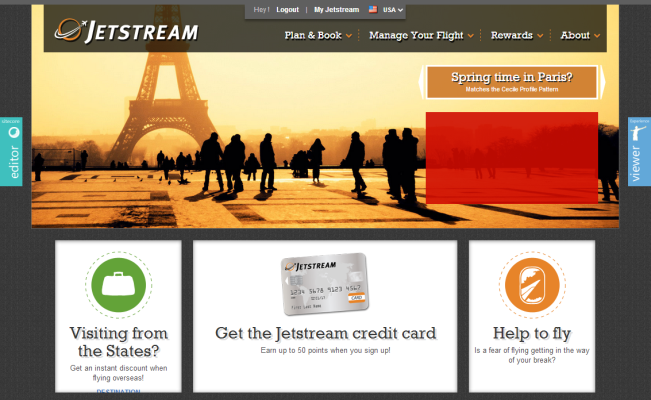 Hey ! Logout | My Jetstream USA
JETSTREAM
Plan & Book Manage Your Flight Rewards About
Spring time in Paris?
Matches the Cecile Profile Pattern
editor
viewer
JETSTREAM
1234 5678 9123 4567
First Last Name
CARD
Visiting from
the States?
Get an instant discount when
flying overseas!
DESTINATION
Get the Jetstream credit card
Earn up to 50 points when you sign up!
Help to fly
Is a fear of flying getting in the way
of your break?